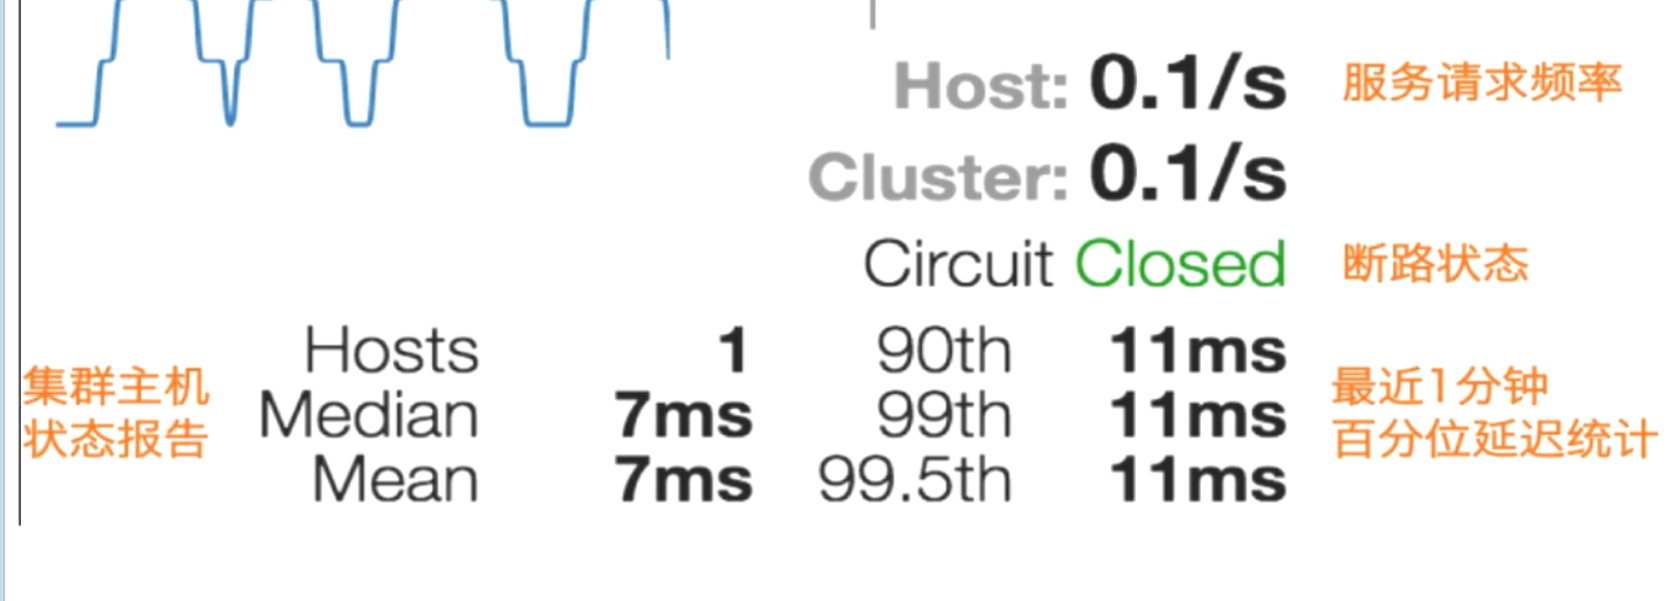 Host: 0.1/s 服务请求频率
Cluster: 0.1/s
Circuit Closed 断路状态
Hosts 1 90th 11ms
集群主机 最近1分钟
Median 7ms 99th 11ms
状态报告 百分位延迟统计
Mean 7ms 99.5th 11ms